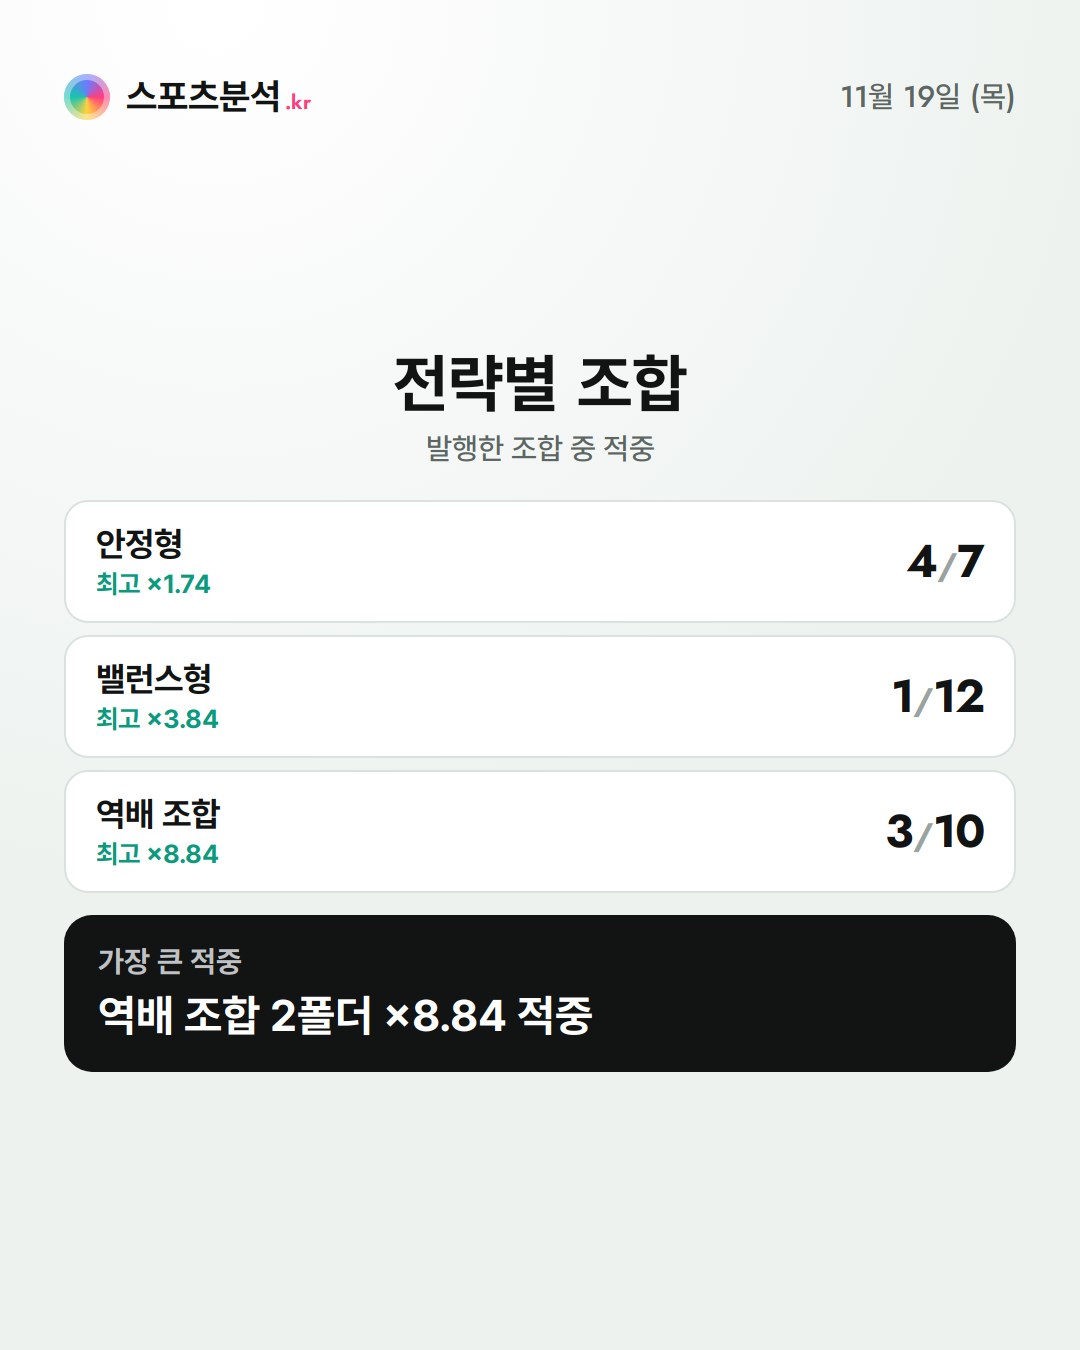 스포츠분석.kr
11월 19일 (목)
전략별 조합
발행한 조합 중 적중
안정형
최고 ×1.74
4/7
밸런스형
최고 ×3.84
1/12
역배 조합
최고 ×8.84
3/10
가장 큰 적중
역배 조합 2폴더 ×8.84 적중